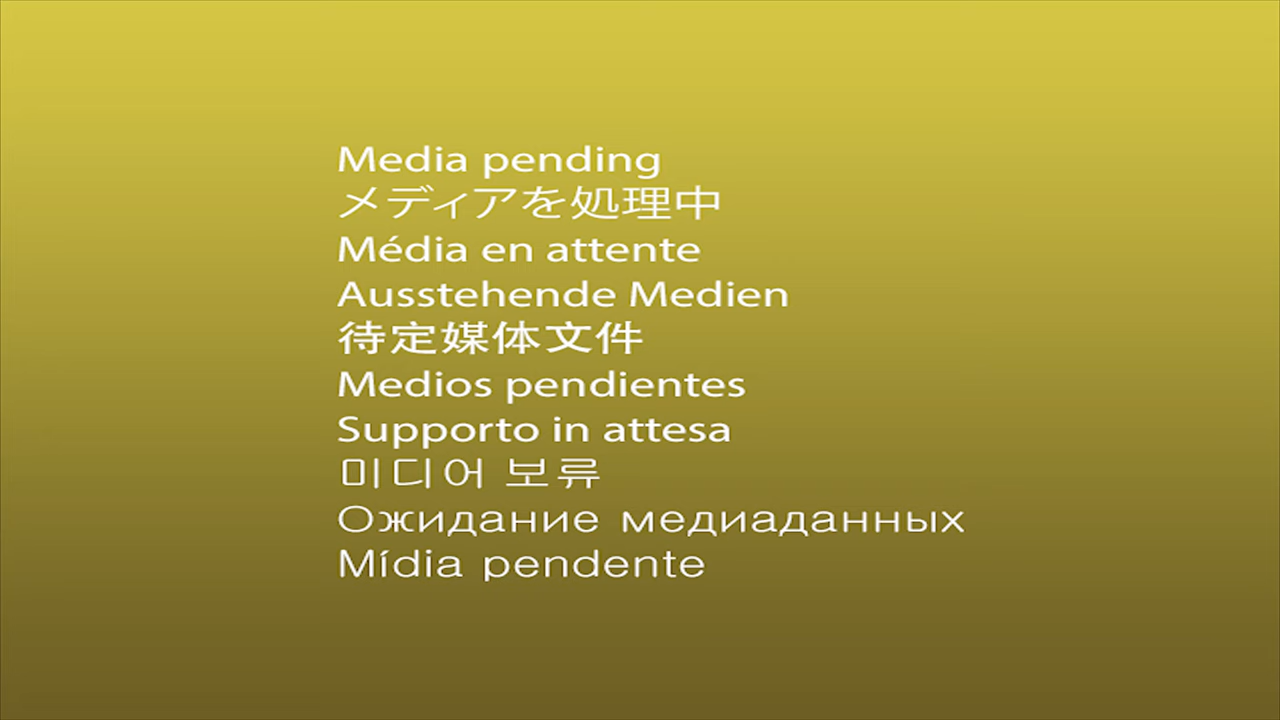 Media pending
メディアを処理中
Média en attente
Ausstehende Medien
待定媒体文件
Medios pendientes
Supporto in attesa
미디어 보류
Ожидание медиаданных
Mídia pendente